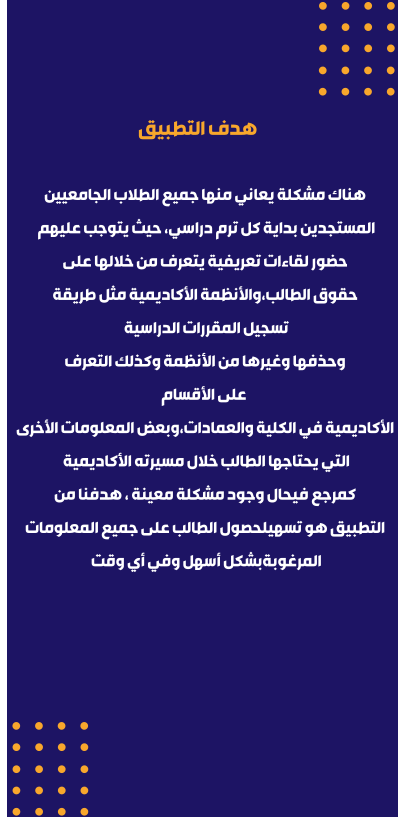 هدف التطبيق
هناك مشكلة يعاني منها جميع الطلاب الجامعيين
المستجدين بداية كل ترم دراسي، حيث يتوجب عليهم
حضور لقاءات تعريفية يتعرف من خلالها على
حقوق الطالب،والأنظمة الأكاديمية مثل طريقة
تسجيل المقررات الدراسية
وحذفها وغيرها من الأنظمة وكذلك التعرف
على الأقسام
الأكاديمية في الكلية والعمادات،وبعض المعلومات الأخرى
التي يحتاجها الطالب خلال مسيرته الأكاديمية
كمرجع فيحال وجود مشكلة معينة ، هدفنا من
التطبيق هو تسهيلحصول الطالب على جميع المعلومات
المرغوبةبشكل أسهل وفي أي وقت